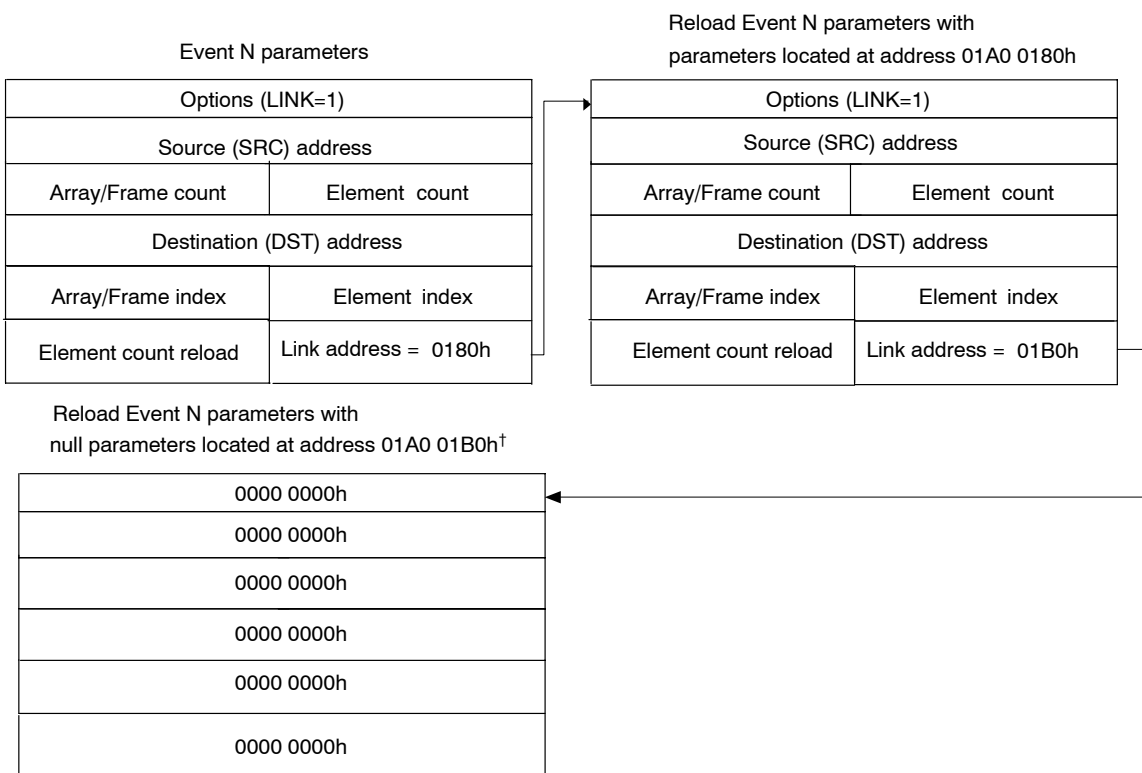 Event N parameters
Options (LINK=1)
Source (SRC) address
Array/Frame count
Element count
Destination (DST) address
Array/Frame index
Element index
Element count reload
Link address = 0180h
Reload Event N parameters with
parameters located at address 01A0 0180h
Options (LINK=1)
Source (SRC) address
Array/Frame count
Element count
Destination (DST) address
Array/Frame index
Element index
Element count reload
Link address = 01B0h
Reload Event N parameters with
null parameters located at address 01A0 01B0h†
0000 0000h
0000 0000h
0000 0000h
0000 0000h
0000 0000h
0000 0000h